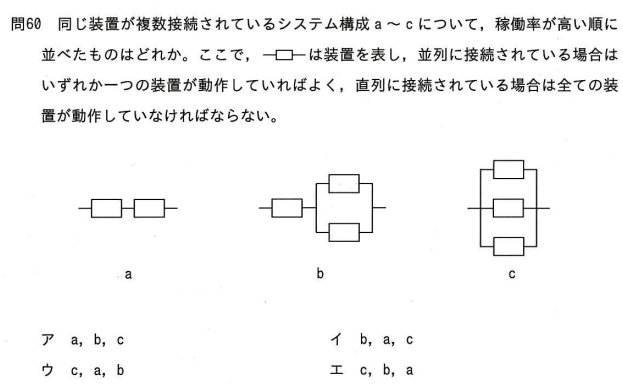 問60 同じ装置が複数接続されているシステム構成a～cについて，稼働率が高い順に
並べたものはどれか。ここで，は装置を表し，並列に接続されている場合は
いずれか一つの装置が動作していればよく，直列に接続されている場合は全ての装
置が動作していなければならない。
a b c
ア a，b，c イ b，a，c
ウ c，a，b エ c，b，a